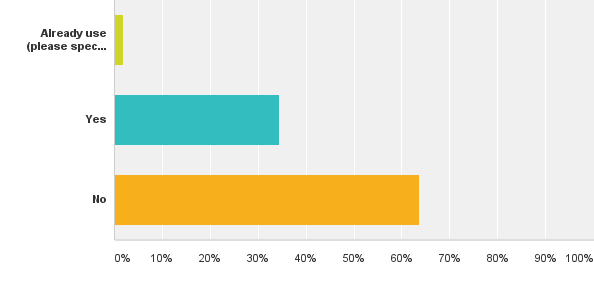 Already use
(please spec...
Yes
No
0% 10% 20% 30% 40% 50% 60% 70% 80% 90% 100%